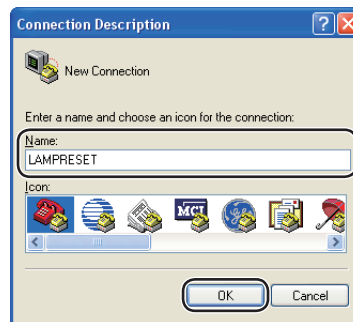 Connection Description
New Connection
Enter a name and choose an icon for the connection:
Name:
LAMPRESET
Icon:
MCI
OK
Cancel